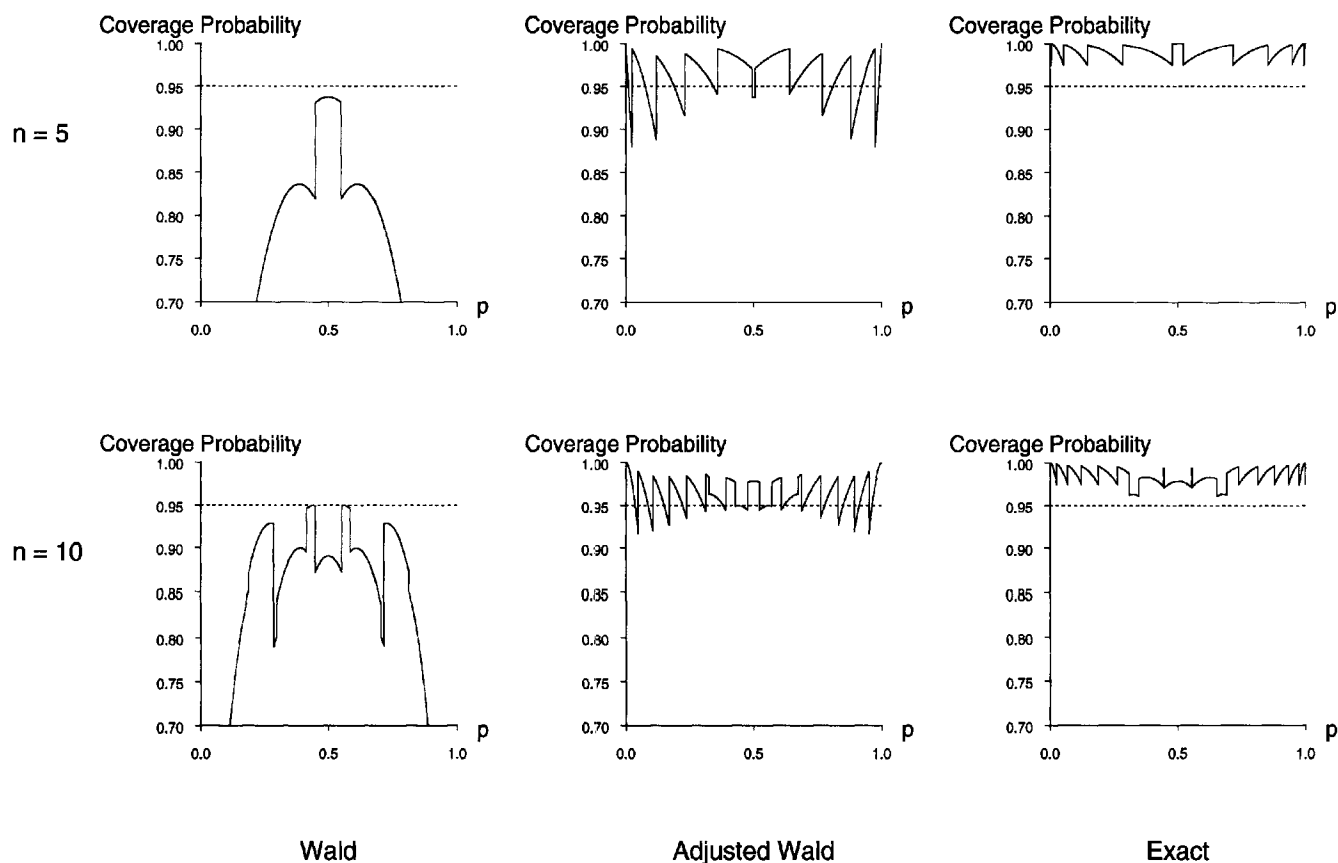 Coverage Probability Coverage Probability Coverage Probability
1.00 1.00 1.00
0.95 0.95 0.95
n = 5 0.90 0.90 0.90
0.85 0.85 0.85
0.80 0.80 0.80
0.75 0.75 0.75
0.70 0.70 0.70
p p p
0.0 0.5 1.0 0.0 0.5 1.0 0.0 0.5 1.0
Coverage Probability Coverage Probability Coverage Probability
1.00 1.00 1.00
0.95 0.95 0.95
n = 10 0.90 0.90 0.90
0.85 0.85 0.85
0.80 0.80 0.80
0.75 0.75 0.75
0.70 0.70 0.70
p p p
0.0 0.5 1.0 0.0 0.5 1.0 0.0 0.5 1.0
Wald Adjusted Wald Exact